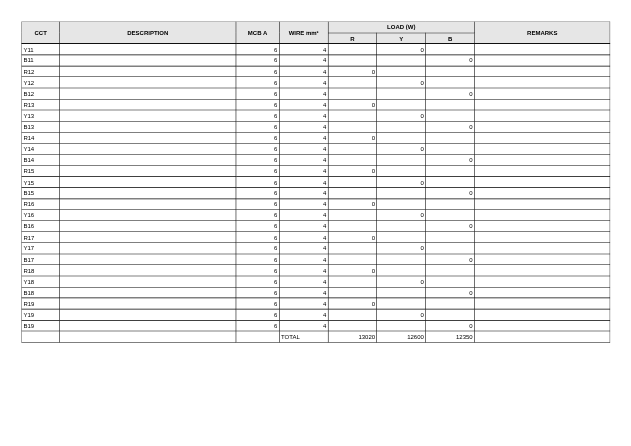 CCT DESCRIPTION MCB A WIRE mm² LOAD (W) REMARKS
R Y B
Y11 6 4 0
B11 6 4 0
R12 6 4 0
Y12 6 4 0
B12 6 4 0
R13 6 4 0
Y13 6 4 0
B13 6 4 0
R14 6 4 0
Y14 6 4 0
B14 6 4 0
R15 6 4 0
Y15 6 4 0
B15 6 4 0
R16 6 4 0
Y16 6 4 0
B16 6 4 0
R17 6 4 0
Y17 6 4 0
B17 6 4 0
R18 6 4 0
Y18 6 4 0
B18 6 4 0
R19 6 4 0
Y19 6 4 0
B19 6 4 0
TOTAL 13020 12600 12350